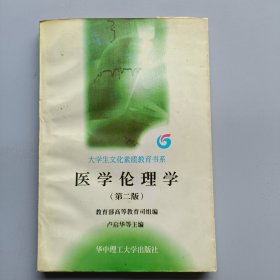 大学生文化素质教育书系
医学伦理学
(第二版)
教育部高等教育司组编
卢启华等主编
华中理工大学出版社